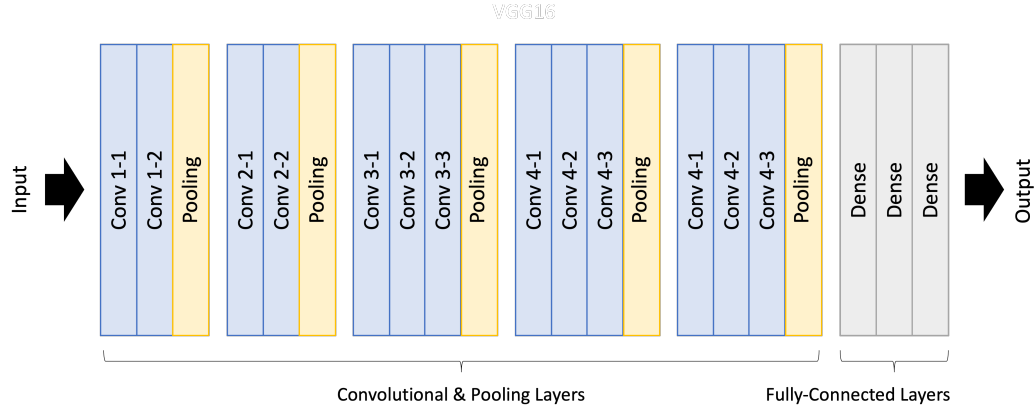 VGG16
Input
Conv 1-1
Conv 1-2
Pooling
Conv 2-1
Conv 2-2
Pooling
Conv 3-1
Conv 3-2
Conv 3-3
Pooling
Conv 4-1
Conv 4-2
Conv 4-3
Pooling
Conv 4-1
Conv 4-2
Conv 4-3
Pooling
Dense
Dense
Dense
Output
Convolutional & Pooling Layers
Fully-Connected Layers